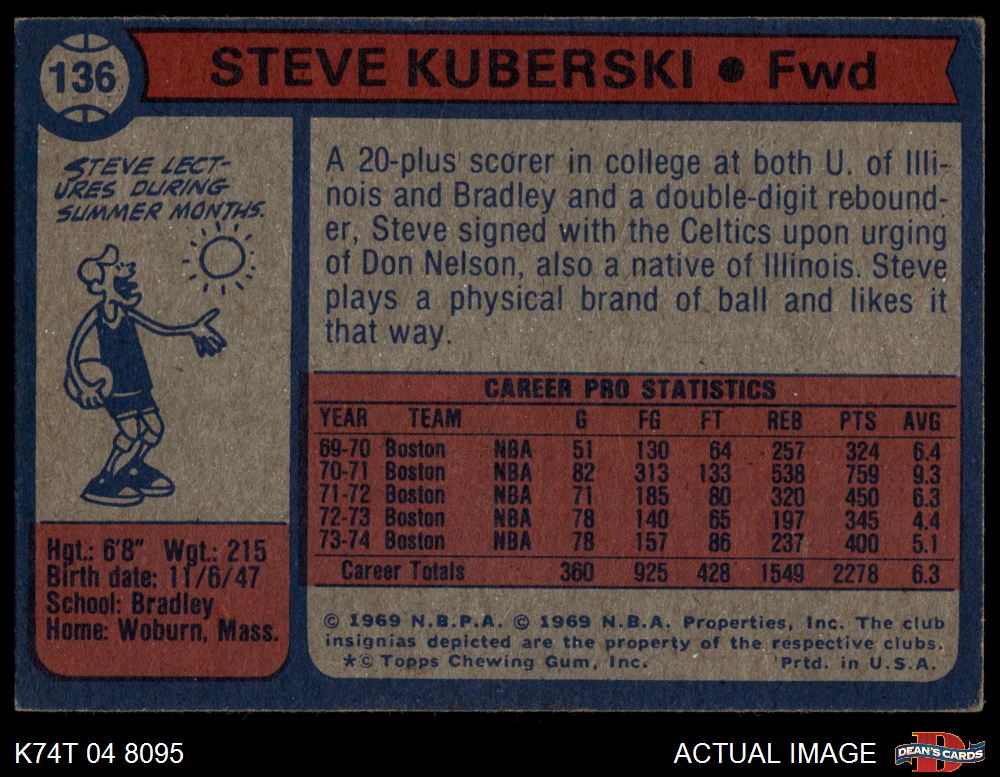 136
STEVE KUBERSKI • Fwd
STEVE LECT-
URES DURING
SUMMER MONTHS.
A 20-plus scorer in college at both U. of Illi-
nois and Bradley and a double-digit rebound-
er, Steve signed with the Celtics upon urging
of Don Nelson, also a native of Illinois. Steve
plays a physical brand of ball and likes it
that way.
CAREER PRO STATISTICS
YEAR TEAM G FG FT REB PTS AVG
69-70 Boston NBA 51 130 64 257 324 6.4
70-71 Boston NBA 82 313 133 538 759 9.3
71-72 Boston NBA 71 185 80 320 450 6.3
72-73 Boston NBA 78 140 65 197 345 4.4
73-74 Boston NBA 78 157 86 237 400 5.1
Career Totals 360 925 428 1549 2278 6.3
Hgt.: 6'8" Wgt.: 215
Birth date: 11/6/47
School: Bradley
Home: Woburn, Mass.
© 1969 N.B.P.A. © 1969 N.B.A. Properties, Inc. The club
insignias depicted are the property of the respective clubs.
*© Topps Chewing Gum, Inc. Prtd. in U.S.A.
K74T 04 8095
ACTUAL IMAGE
D
DEAN'S CARDS